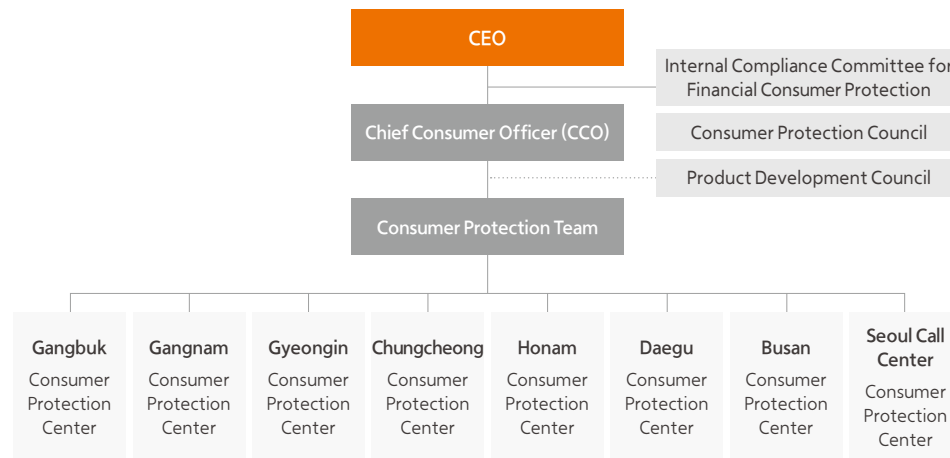 CEO
Internal Compliance Committee for
Financial Consumer Protection
Chief Consumer Officer (CCO)
Consumer Protection Council
Product Development Council
Consumer Protection Team
Gangbuk
Consumer
Protection
Center
Gangnam
Consumer
Protection
Center
Gyeongin
Consumer
Protection
Center
Chungcheong
Consumer
Protection
Center
Honam
Consumer
Protection
Center
Daegu
Consumer
Protection
Center
Busan
Consumer
Protection
Center
Seoul Call
Center
Consumer
Protection
Center